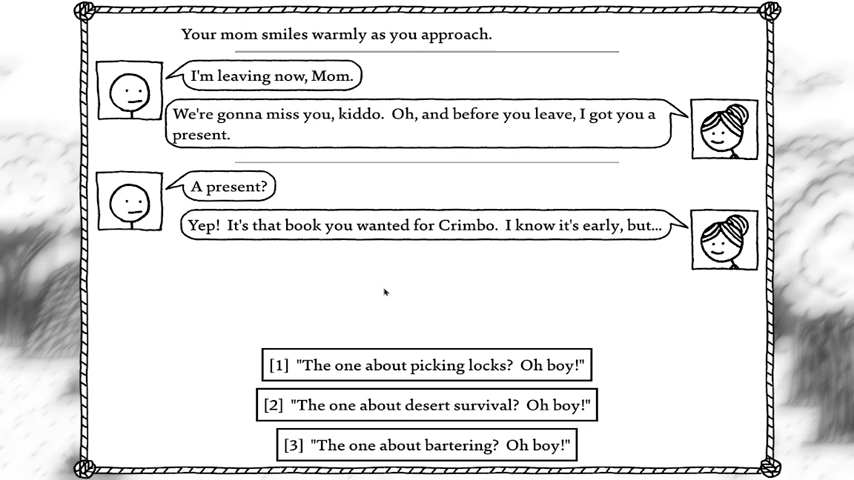 Your mom smiles warmly as you approach.
I'm leaving now, Mom.
We're gonna miss you, kiddo.  Oh, and before you leave, I got you a
present.
A present?
Yep!  It's that book you wanted for Crimbo.  I know it's early, but...
[1]  "The one about picking locks?  Oh boy!"
[2]  "The one about desert survival?  Oh boy!"
[3]  "The one about bartering?  Oh boy!"